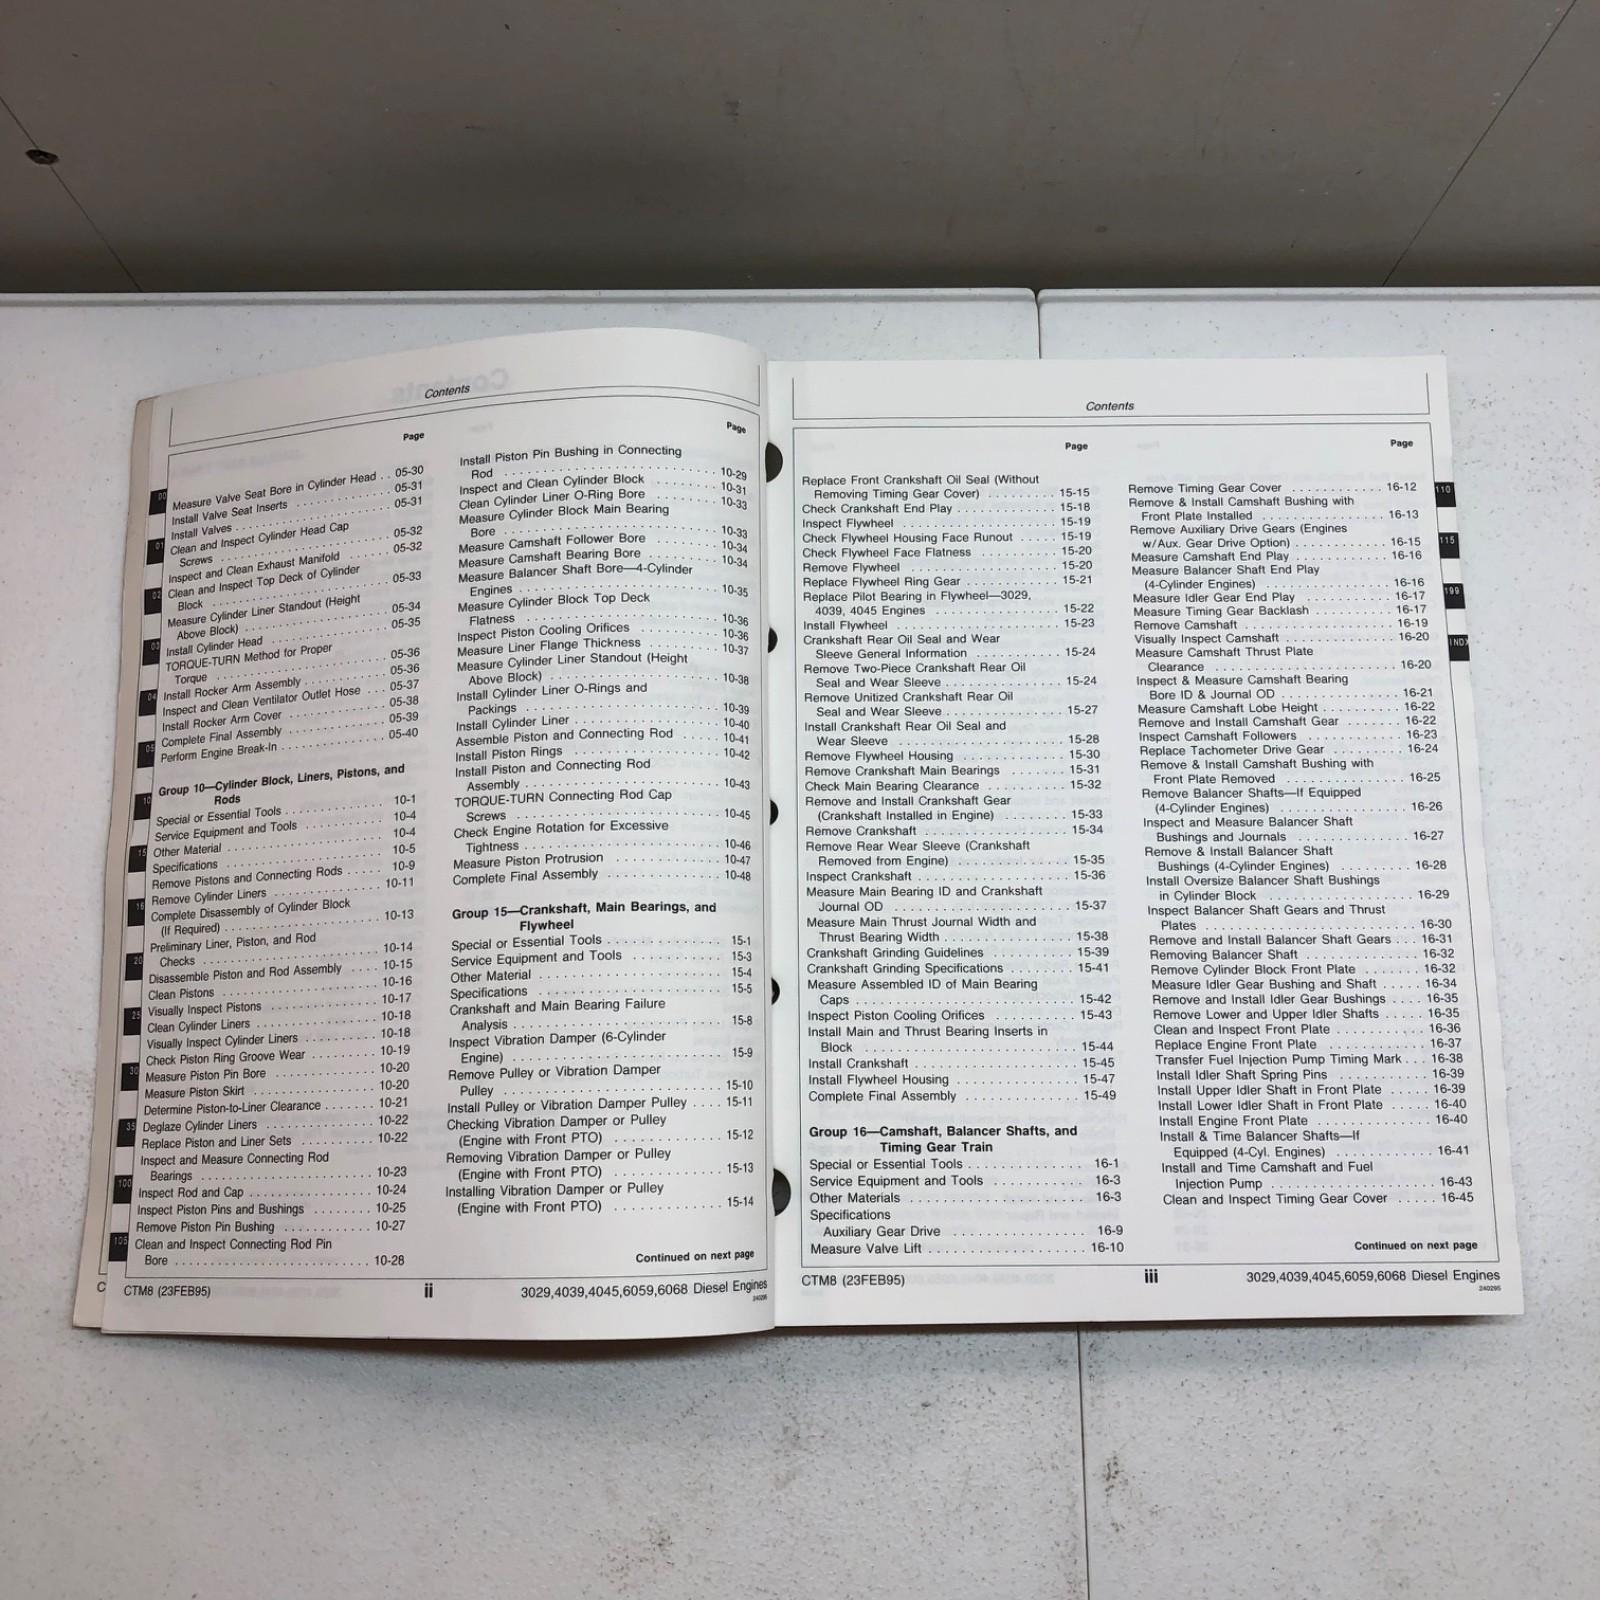 Contents
Page
Measure Valve Seat Bore in Cylinder Head . . 05-30
Install Valve Seat Inserts . . . . . . . . . . . 05-31
Install Valves . . . . . . . . . . . . . . . . . . . 05-31
Clean and Inspect Cylinder Head Cap
Screws . . . . . . . . . . . . . . . . . . . . 05-32
Inspect and Clean Exhaust Manifold . . . . . . . 05-32
Clean and Inspect Top Deck of Cylinder
Block . . . . . . . . . . . . . . . . . . . . . 05-33
Measure Cylinder Liner Standout (Height
Above Block) . . . . . . . . . . . . . . . . . 05-34
Install Cylinder Head . . . . . . . . . . . . . . 05-35
TORQUE-TURN Method for Proper
Torque . . . . . . . . . . . . . . . . . . . . 05-36
Install Rocker Arm Assembly . . . . . . . . . . . 05-36
Inspect and Clean Ventilator Outlet Hose . . . 05-37
Install Rocker Arm Cover . . . . . . . . . . . . . 05-38
Complete Final Assembly . . . . . . . . . . . . . 05-39
Perform Engine Break-In . . . . . . . . . . . . . 05-40
Group 10—Cylinder Block, Liners, Pistons, and
Rods
Special or Essential Tools . . . . . . . . . . . . . 10-1
Service Equipment and Tools . . . . . . . . . . . 10-4
Other Material . . . . . . . . . . . . . . . . . . . 10-4
Specifications . . . . . . . . . . . . . . . . . . . 10-5
Remove Pistons and Connecting Rods . . . . . 10-9
Remove Cylinder Liners . . . . . . . . . . . . . 10-11
Complete Disassembly of Cylinder Block
(If Required) . . . . . . . . . . . . . . . . . . 10-13
Preliminary Liner, Piston, and Rod
Checks . . . . . . . . . . . . . . . . . . . . 10-14
Disassemble Piston and Rod Assembly . . . . 10-15
Clean Pistons . . . . . . . . . . . . . . . . . . . 10-16
Visually Inspect Pistons . . . . . . . . . . . . . 10-17
Clean Cylinder Liners . . . . . . . . . . . . . . . 10-18
Visually Inspect Cylinder Liners . . . . . . . . . 10-18
Check Piston Ring Groove Wear . . . . . . . . . 10-19
Measure Piston Pin Bore . . . . . . . . . . . . . 10-20
Measure Piston Skirt . . . . . . . . . . . . . . . 10-20
Determine Piston-to-Liner Clearance . . . . . . . 10-21
Deglaze Cylinder Liners . . . . . . . . . . . . . . 10-22
Replace Piston and Liner Sets . . . . . . . . . . 10-22
Inspect and Measure Connecting Rod
Bearings . . . . . . . . . . . . . . . . . . . . . 10-23
Inspect Rod and Cap . . . . . . . . . . . . . . . 10-24
Inspect Piston Pins and Bushings . . . . . . . . 10-25
Remove Piston Pin Bushing . . . . . . . . . . . . 10-27
Clean and Inspect Connecting Rod Pin
Bore . . . . . . . . . . . . . . . . . . . . . . . 10-28
Page
Install Piston Pin Bushing in Connecting
Rod . . . . . . . . . . . . . . . . . . . . . . . 10-29
Inspect and Clean Cylinder Block . . . . . . . . 10-31
Clean Cylinder Liner O-Ring Bore . . . . . . . . 10-33
Measure Cylinder Block Main Bearing
Bore . . . . . . . . . . . . . . . . . . . . . . . 10-33
Measure Camshaft Follower Bore . . . . . . . . 10-34
Measure Camshaft Bearing Bore . . . . . . . . . 10-34
Measure Balancer Shaft Bore—4-Cylinder
Engines . . . . . . . . . . . . . . . . . . . . . 10-35
Measure Cylinder Block Top Deck
Flatness . . . . . . . . . . . . . . . . . . . . . 10-36
Inspect Piston Cooling Orifices . . . . . . . . . . 10-36
Measure Liner Flange Thickness . . . . . . . . . 10-37
Measure Cylinder Liner Standout (Height
Above Block) . . . . . . . . . . . . . . . . . . 10-38
Install Cylinder Liner O-Rings and
Packings . . . . . . . . . . . . . . . . . . . . 10-39
Install Cylinder Liner . . . . . . . . . . . . . . . 10-40
Assemble Piston and Connecting Rod . . . . . . 10-41
Install Piston Rings . . . . . . . . . . . . . . . . 10-42
Install Piston and Connecting Rod
Assembly . . . . . . . . . . . . . . . . . . . . 10-43
TORQUE-TURN Connecting Rod Cap
Screws . . . . . . . . . . . . . . . . . . . . . 10-45
Check Engine Rotation for Excessive
Tightness . . . . . . . . . . . . . . . . . . . . 10-46
Measure Piston Protrusion . . . . . . . . . . . . 10-47
Complete Final Assembly . . . . . . . . . . . . . 10-48
Group 15—Crankshaft, Main Bearings, and
Flywheel
Special or Essential Tools . . . . . . . . . . . . . 15-1
Service Equipment and Tools . . . . . . . . . . . 15-3
Other Material . . . . . . . . . . . . . . . . . . . 15-4
Specifications . . . . . . . . . . . . . . . . . . . 15-5
Crankshaft and Main Bearing Failure
Analysis . . . . . . . . . . . . . . . . . . . . . 15-8
Inspect Vibration Damper (6-Cylinder
Engine) . . . . . . . . . . . . . . . . . . . . . 15-9
Remove Pulley or Vibration Damper
Pulley . . . . . . . . . . . . . . . . . . . . . . 15-10
Install Pulley or Vibration Damper Pulley . . . . 15-11
Checking Vibration Damper or Pulley
(Engine with Front PTO) . . . . . . . . . . . . 15-12
Removing Vibration Damper or Pulley
(Engine with Front PTO) . . . . . . . . . . . . 15-13
Installing Vibration Damper or Pulley
(Engine with Front PTO) . . . . . . . . . . . . 15-14
Continued on next page
CTM8 (23FEB95)
ii
3029,4039,4045,6059,6068 Diesel Engines
240295
Contents
Page
Replace Front Crankshaft Oil Seal (Without
Removing Timing Gear Cover) . . . . . . . . . 15-15
Check Crankshaft End Play . . . . . . . . . . . . 15-18
Inspect Flywheel . . . . . . . . . . . . . . . . . . 15-19
Check Flywheel Housing Face Runout . . . . . 15-19
Check Flywheel Face Flatness . . . . . . . . . . 15-20
Remove Flywheel . . . . . . . . . . . . . . . . . 15-20
Replace Flywheel Ring Gear . . . . . . . . . . . 15-21
Replace Pilot Bearing in Flywheel—3029,
4039, 4045 Engines . . . . . . . . . . . . . . 15-22
Install Flywheel . . . . . . . . . . . . . . . . . . 15-23
Crankshaft Rear Oil Seal and Wear
Sleeve General Information . . . . . . . . . . 15-24
Remove Two-Piece Crankshaft Rear Oil
Seal and Wear Sleeve . . . . . . . . . . . . . 15-24
Remove Unitized Crankshaft Rear Oil
Seal and Wear Sleeve . . . . . . . . . . . . . 15-27
Install Crankshaft Rear Oil Seal and
Wear Sleeve . . . . . . . . . . . . . . . . . . 15-28
Remove Flywheel Housing . . . . . . . . . . . . 15-30
Remove Crankshaft Main Bearings . . . . . . . 15-31
Check Main Bearing Clearance . . . . . . . . . . 15-32
Remove and Install Crankshaft Gear
(Crankshaft Installed in Engine) . . . . . . . . 15-33
Remove Crankshaft . . . . . . . . . . . . . . . . 15-34
Remove Rear Wear Sleeve (Crankshaft
Removed from Engine) . . . . . . . . . . . . . 15-35
Inspect Crankshaft . . . . . . . . . . . . . . . . 15-36
Measure Main Bearing ID and Crankshaft
Journal OD . . . . . . . . . . . . . . . . . . . 15-37
Measure Main Thrust Journal Width and
Thrust Bearing Width . . . . . . . . . . . . . . 15-38
Crankshaft Grinding Guidelines . . . . . . . . . . 15-39
Crankshaft Grinding Specifications . . . . . . . . 15-41
Measure Assembled ID of Main Bearing
Caps . . . . . . . . . . . . . . . . . . . . . . . 15-42
Inspect Piston Cooling Orifices . . . . . . . . . . 15-43
Install Main and Thrust Bearing Inserts in
Block . . . . . . . . . . . . . . . . . . . . . . 15-44
Install Crankshaft . . . . . . . . . . . . . . . . . 15-45
Install Flywheel Housing . . . . . . . . . . . . . 15-47
Complete Final Assembly . . . . . . . . . . . . . 15-49
Group 16—Camshaft, Balancer Shafts, and
Timing Gear Train
Special or Essential Tools . . . . . . . . . . . . . 16-1
Service Equipment and Tools . . . . . . . . . . . 16-3
Other Materials . . . . . . . . . . . . . . . . . . . 16-3
Specifications
Auxiliary Gear Drive . . . . . . . . . . . . . . . 16-9
Measure Valve Lift . . . . . . . . . . . . . . . . . 16-10
Page
Remove Timing Gear Cover . . . . . . . . . . . . 16-12
Remove & Install Camshaft Bushing with
Front Plate Installed . . . . . . . . . . . . . . 16-13
Remove Auxiliary Drive Gears (Engines
w/Aux. Gear Drive Option) . . . . . . . . . . . 16-15
Measure Camshaft End Play . . . . . . . . . . . 16-16
Measure Balancer Shaft End Play
(4-Cylinder Engines) . . . . . . . . . . . . . . 16-16
Measure Idler Gear End Play . . . . . . . . . . . 16-17
Measure Timing Gear Backlash . . . . . . . . . 16-17
Remove Camshaft . . . . . . . . . . . . . . . . . 16-19
Visually Inspect Camshaft . . . . . . . . . . . . . 16-20
Measure Camshaft Thrust Plate
Clearance . . . . . . . . . . . . . . . . . . . . 16-20
Inspect & Measure Camshaft Bearing
Bore ID & Journal OD . . . . . . . . . . . . . 16-21
Measure Camshaft Lobe Height . . . . . . . . . 16-22
Remove and Install Camshaft Gear . . . . . . . 16-22
Inspect Camshaft Followers . . . . . . . . . . . 16-23
Replace Tachometer Drive Gear . . . . . . . . . 16-24
Remove & Install Camshaft Bushing with
Front Plate Removed . . . . . . . . . . . . . . 16-25
Remove Balancer Shafts—If Equipped
(4-Cylinder Engines) . . . . . . . . . . . . . . 16-26
Inspect and Measure Balancer Shaft
Bushings and Journals . . . . . . . . . . . . . 16-27
Remove & Install Balancer Shaft
Bushings (4-Cylinder Engines) . . . . . . . . . 16-28
Install Oversize Balancer Shaft Bushings
in Cylinder Block . . . . . . . . . . . . . . . . 16-29
Inspect Balancer Shaft Gears and Thrust
Plates . . . . . . . . . . . . . . . . . . . . . . 16-30
Remove and Install Balancer Shaft Gears . . . 16-31
Removing Balancer Shaft . . . . . . . . . . . . . 16-32
Remove Cylinder Block Front Plate . . . . . . . 16-32
Measure Idler Gear Bushing and Shaft . . . . . 16-34
Remove and Install Idler Gear Bushings . . . . 16-35
Remove Lower and Upper Idler Shafts . . . . . 16-35
Clean and Inspect Front Plate . . . . . . . . . . 16-36
Replace Engine Front Plate . . . . . . . . . . . 16-37
Transfer Fuel Injection Pump Timing Mark . . . 16-38
Install Idler Shaft Spring Pins . . . . . . . . . . 16-39
Install Upper Idler Shaft in Front Plate . . . . . 16-39
Install Lower Idler Shaft in Front Plate . . . . . 16-40
Install Engine Front Plate . . . . . . . . . . . . . 16-40
Install & Time Balancer Shafts—If
Equipped (4-Cyl. Engines) . . . . . . . . . . . 16-41
Install and Time Camshaft and Fuel
Injection Pump . . . . . . . . . . . . . . . . . 16-43
Clean and Inspect Timing Gear Cover . . . . . 16-45
Continued on next page
CTM8 (23FEB95)
iii
3029,4039,4045,6059,6068 Diesel Engines
240295
110
115
199
INDX